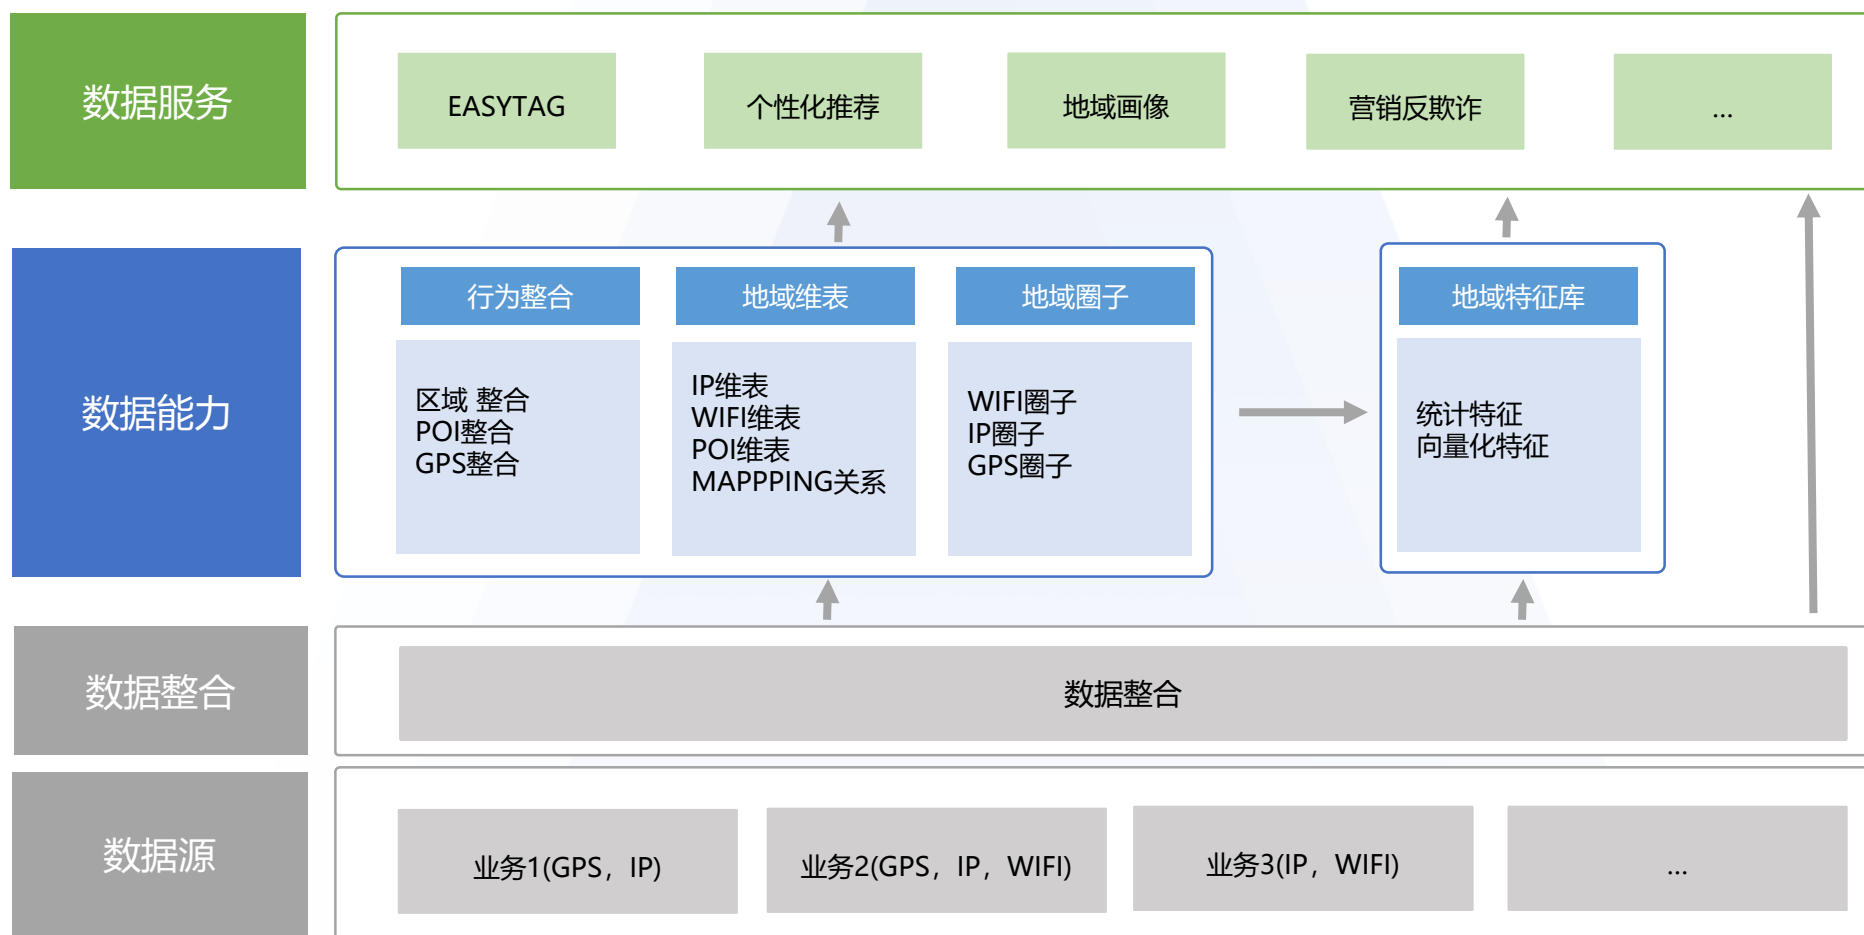 数据服务
EASYTAG
个性化推荐
地域画像
营销反欺诈
...
数据能力
行为整合
地域维表
地域圈子
地域特征库
区域 整合
POI整合
GPS整合
IP维表
WIFI维表
POI维表
MAPPPING关系
WIFI圈子
IP圈子
GPS圈子
统计特征
向量化特征
数据整合
数据整合
数据源
业务1(GPS，IP)
业务2(GPS，IP，WIFI)
业务3(IP，WIFI)
...